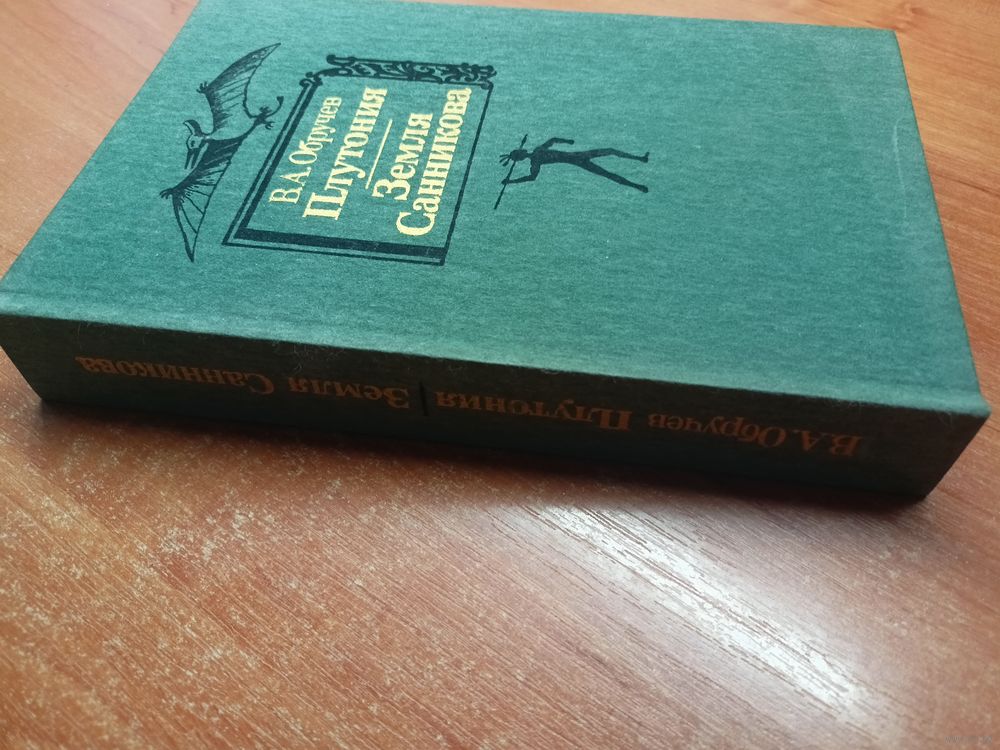 В.А.Обручев
Плутония
Земля
Санникова
В.А.Обручев Плутония Земля Санникова